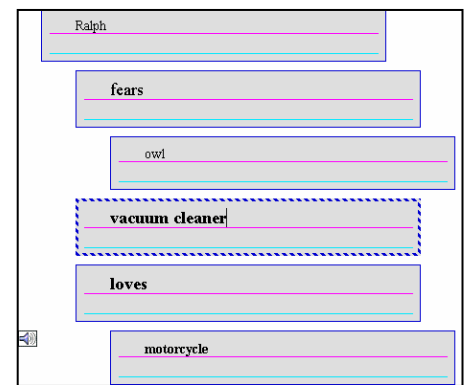 Ralph
fears
owl
vacuum cleaner
loves
motorcycle